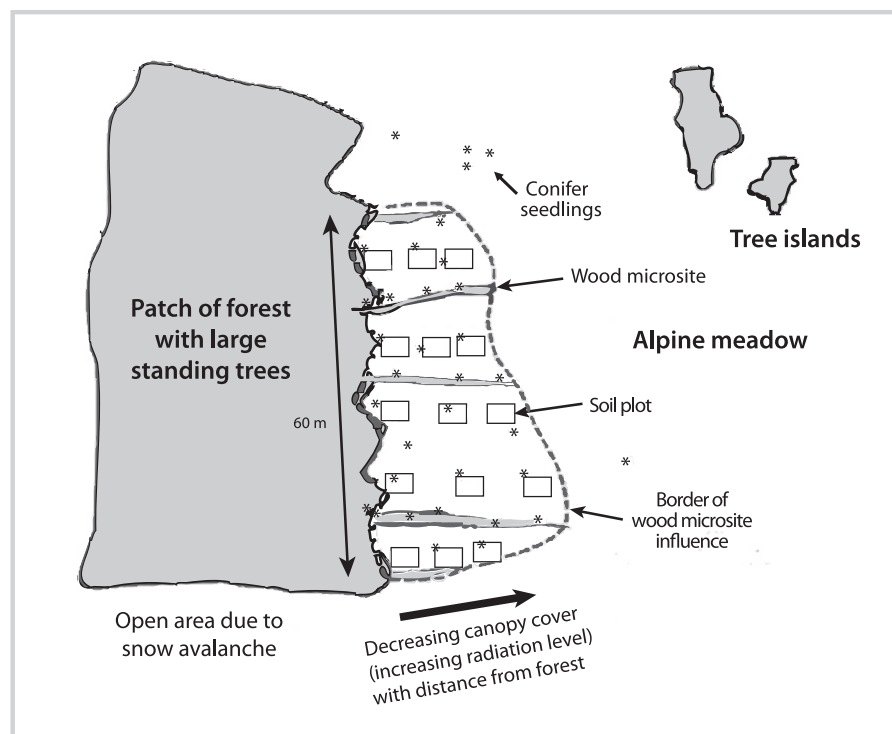 Conifer
seedlings
Tree islands
Wood microsite
Patch of forest
with large
standing trees
Alpine meadow
60 m
Soil plot
Border of
wood microsite
influence
Open area due to
snow avalanche
Decreasing canopy cover
(increasing radiation level)
with distance from forest